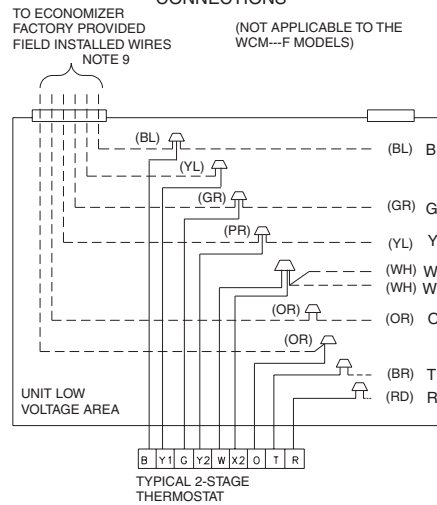 CONNECTIONS
TO ECONOMIZER
FACTORY PROVIDED
FIELD INSTALLED WIRES
NOTE 9
(NOT APPLICABLE TO THE
WCM---F MODELS)
(BL)
(BL) B
(YL)
(GR)
(GR) G
(PR)
(YL) Y
(WH) W
(WH) W
(OR)
(OR)
(OR)
(BR) T
(RD) R
UNIT LOW
VOLTAGE AREA
B Y1 G Y2 W X2 O T R
TYPICAL 2-STAGE
THERMOSTAT